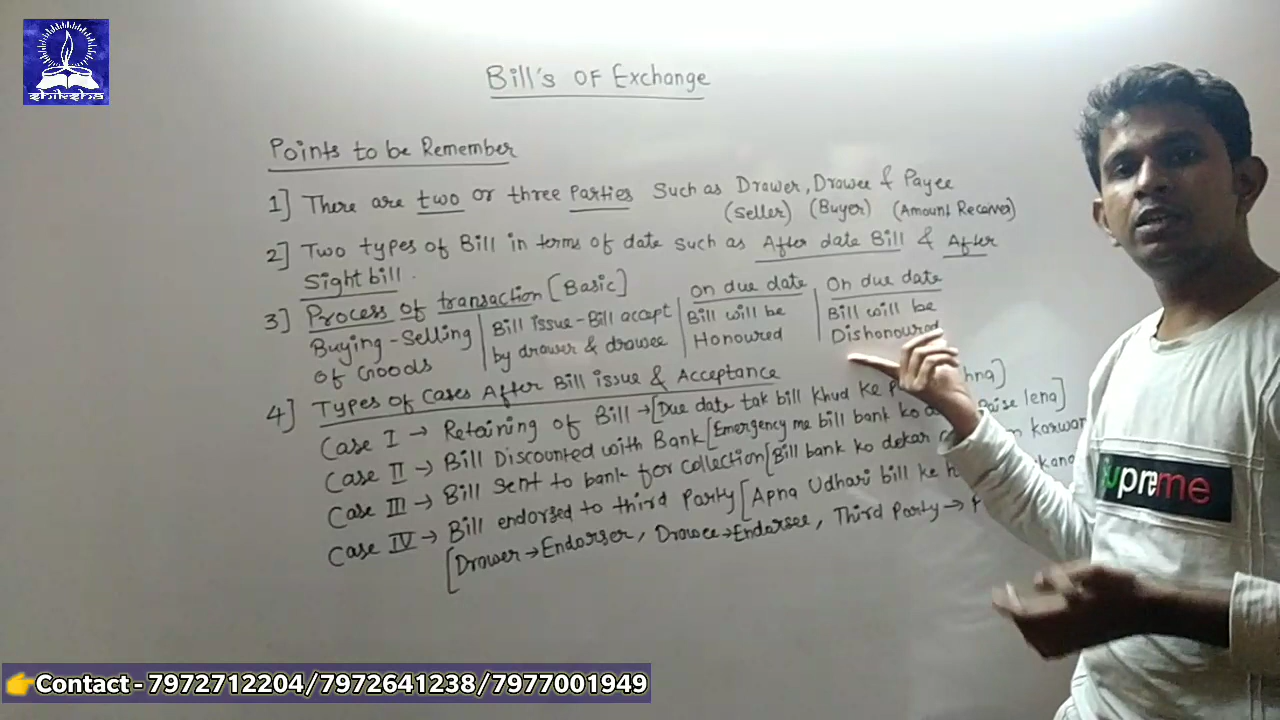 shiksha
Bill's OF Exchange
Points to be Remember
1] There are two or three Parties Such as Drawer, Drawee & Payee
(Seller) (Buyer) (Amount Receiver)
2] Two types of Bill in terms of date such as After date Bill & After
Sight bill.
3] Process of transaction [Basic]
Buying - Selling of Goods
Bill issue - Bill accept by drawer & drawee
On due date Bill will be Honoured
On due date Bill will be Dishonoured
4] Types of Cases After Bill issue & Acceptance
Case I → Retaining of Bill → [Due date tak bill khud ke
Case II → Bill Discounted with Bank [Emergency me bill bank ko Paise lena]
Case III → Bill Sent to bank for collection [Bill bank ko dekar karwan
Case IV → Bill endorsed to third Party [Apna Udhari bill ke
[Drawer → Endorser, Drawee → Endorsee, Third Party →
Supreme
👉Contact - 7972712204/7972641238/7977001949